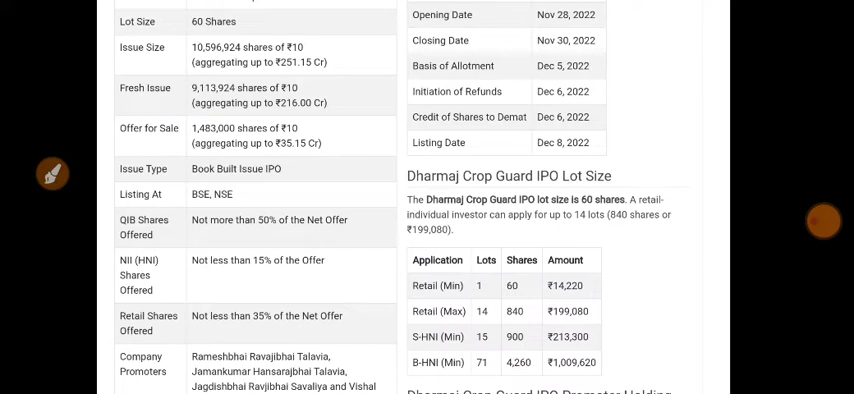 Lot Size 60 Shares
Issue Size 10,596,924 shares of ₹10
(aggregating up to ₹251.15 Cr)
Fresh Issue 9,113,924 shares of ₹10
(aggregating up to ₹216.00 Cr)
Offer for Sale 1,483,000 shares of ₹10
(aggregating up to ₹35.15 Cr)
Issue Type Book Built Issue IPO
Listing At BSE, NSE
QIB Shares Not more than 50% of the Net Offer
Offered
NII (HNI) Not less than 15% of the Offer
Shares
Offered
Retail Shares Not less than 35% of the Net Offer
Offered
Company Rameshbhai Ravajibhai Talavia,
Promoters Jamankumar Hansarajbhai Talavia,
Jagdishbhai Ravjibhai Savaliya and Vishal
Opening Date Nov 28, 2022
Closing Date Nov 30, 2022
Basis of Allotment Dec 5, 2022
Initiation of Refunds Dec 6, 2022
Credit of Shares to Demat Dec 6, 2022
Listing Date Dec 8, 2022
Dharmaj Crop Guard IPO Lot Size
The Dharmaj Crop Guard IPO lot size is 60 shares. A retail-
individual investor can apply for up to 14 lots (840 shares or
₹199,080).
Application Lots Shares Amount
Retail (Min) 1 60 ₹14,220
Retail (Max) 14 840 ₹199,080
S-HNI (Min) 15 900 ₹213,300
B-HNI (Min) 71 4,260 ₹1,009,620
Dharmaj Crop Guard IPO Promoter Holding